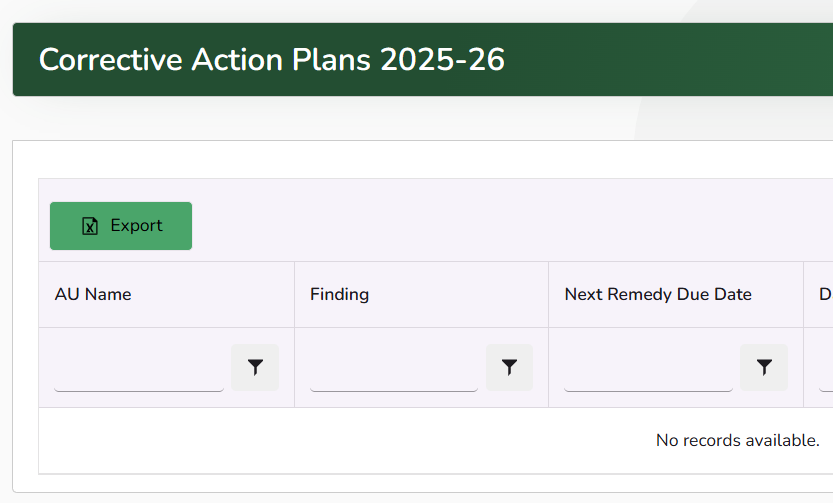 Corrective Action Plans 2025-26
Export
AU Name
Finding
Next Remedy Due Date
D
No records available.